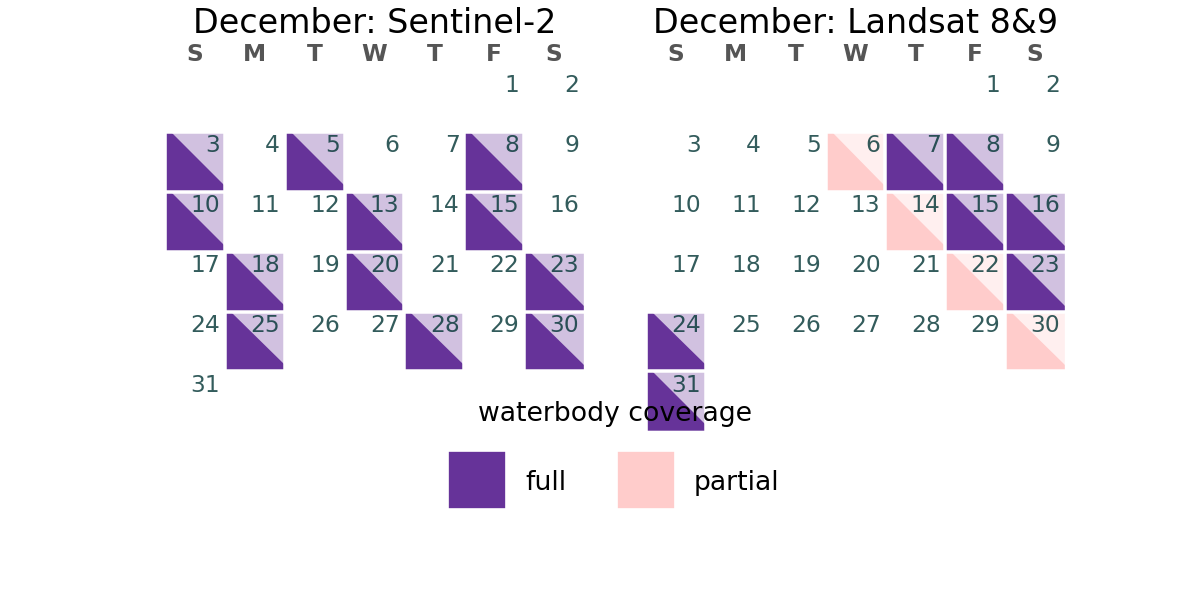 December: Sentinel-2
S M T W T F S
1 2
3 4 5 6 7 8 9
10 11 12 13 14 15 16
17 18 19 20 21 22 23
24 25 26 27 28 29 30
31
December: Landsat 8&9
S M T W T F S
1 2
3 4 5 6 7 8 9
10 11 12 13 14 15 16
17 18 19 20 21 22 23
24 25 26 27 28 29 30
31
waterbody coverage
full
partial